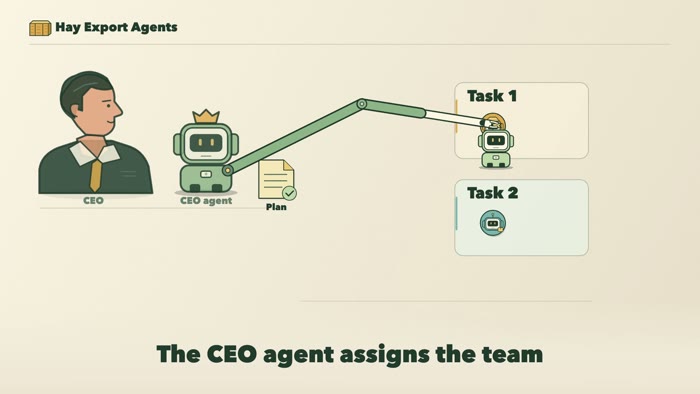 Hay Export Agents
Task 1
CEO
CEO agent
Plan
Task 2
The CEO agent assigns the team